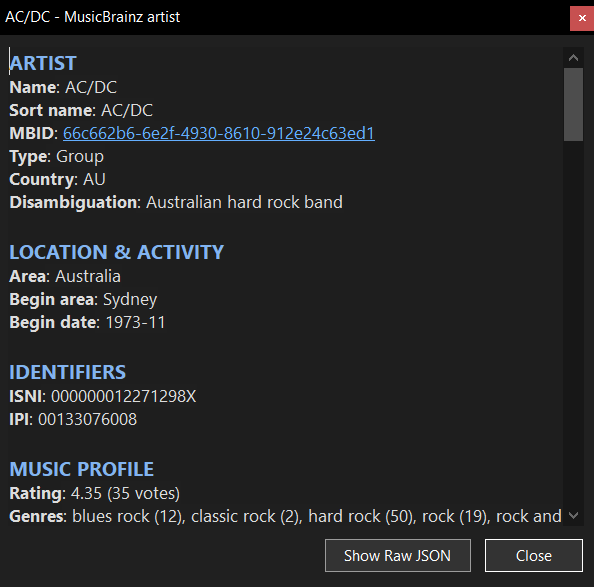 AC/DC - MusicBrainz artist
ARTIST
Name: AC/DC
Sort name: AC/DC
MBID: 66c662b6-6e2f-4930-8610-912e24c63ed1
Type: Group
Country: AU
Disambiguation: Australian hard rock band
LOCATION & ACTIVITY
Area: Australia
Begin area: Sydney
Begin date: 1973-11
IDENTIFIERS
ISNI: 000000012271298X
IPI: 00133076008
MUSIC PROFILE
Rating: 4.35 (35 votes)
Genres: blues rock (12), classic rock (2), hard rock (50), rock (19), rock and
Show Raw JSON Close